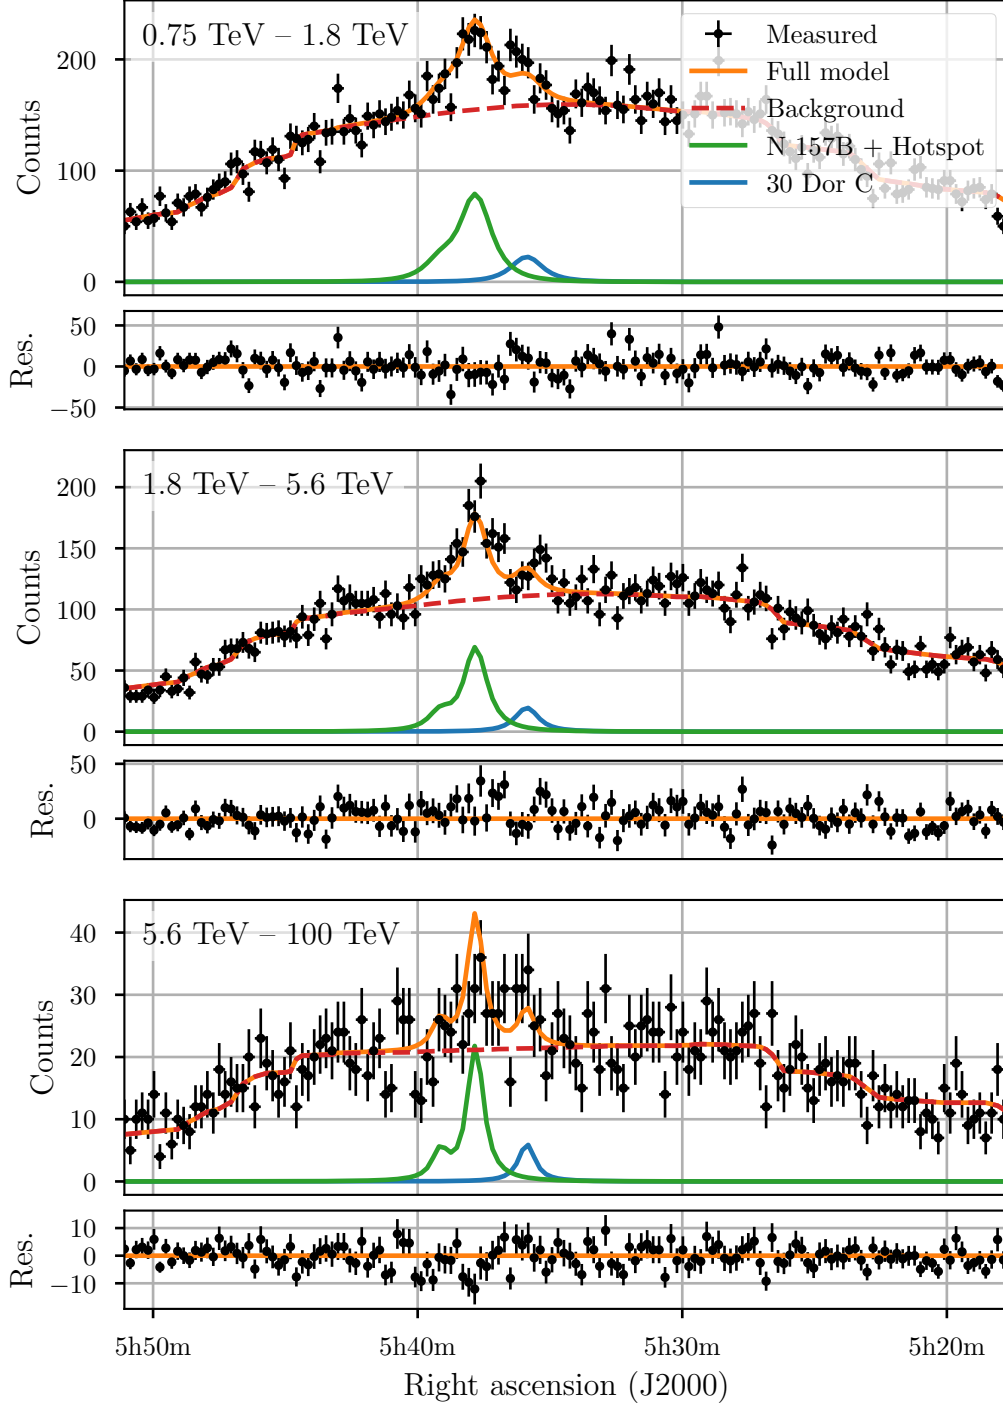 0.75 TeV – 1.8 TeV
Measured
Full model
Background
N 157B + Hotspot
30 Dor C
Counts
200
100
0
Res.
50
0
−50
1.8 TeV – 5.6 TeV
Counts
200
150
100
50
0
Res.
50
0
5.6 TeV – 100 TeV
Counts
40
30
20
10
0
Res.
10
0
−10
5h50m 5h40m 5h30m 5h20m
Right ascension (J2000)